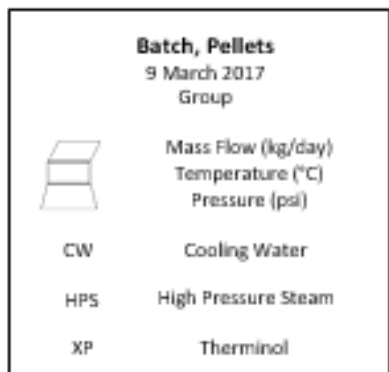 Batch, Pellets
9 March 2017
Group
Mass Flow (kg/day)
Temperature (°C)
Pressure (psi)
CW Cooling Water
HPS High Pressure Steam
XP Therminol